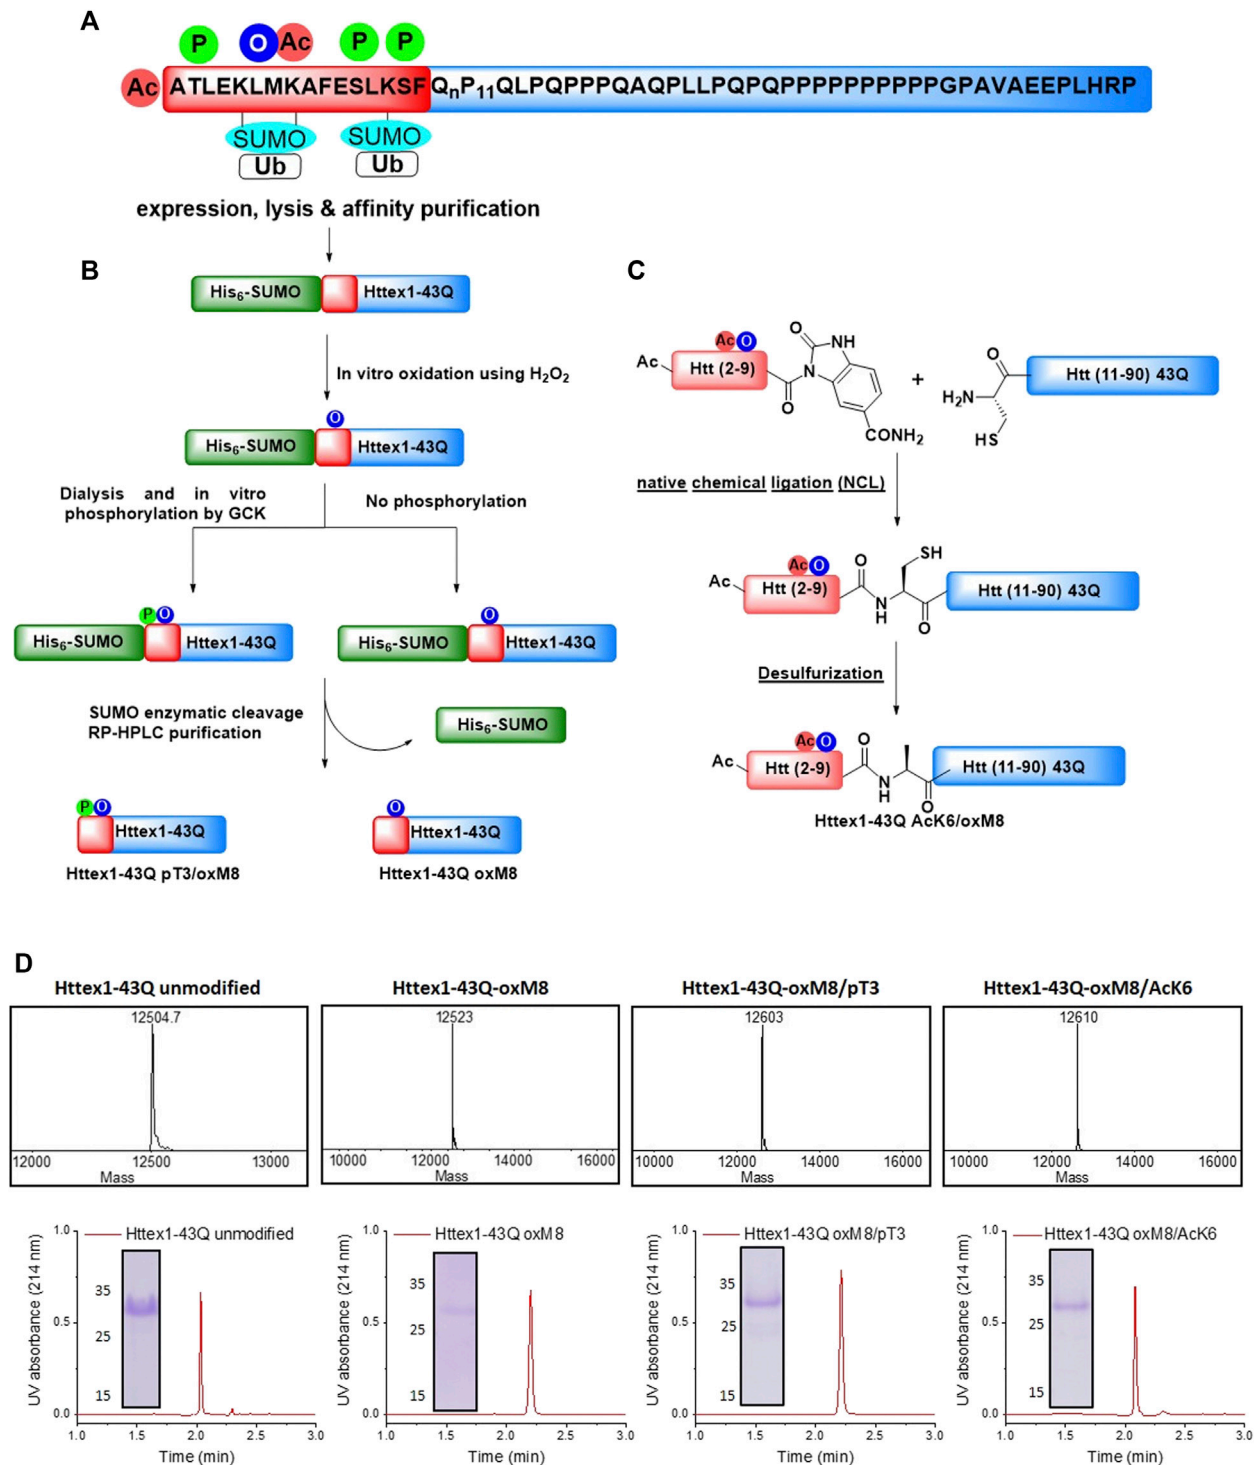 A
P O Ac P P
Ac ATLEKLMKAFESLKSF QnP11QLPQPPPQAQPLLPQPQPPPPPPPPPPGPAVAEEPLHRP
SUMO SUMO
Ub Ub
expression, lysis & affinity purification
B
His6-SUMO Httex1-43Q
In vitro oxidation using H2O2
O
His6-SUMO Httex1-43Q
Dialysis and in vitro
phosphorylation by GCK
No phosphorylation
P O
His6-SUMO Httex1-43Q
O
His6-SUMO Httex1-43Q
SUMO enzymatic cleavage
RP-HPLC purification
His6-SUMO
P O
Httex1-43Q
Httex1-43Q pT3/oxM8
O
Httex1-43Q
Httex1-43Q oxM8
C
Ac O
Ac Htt (2-9)
O NH
N
O
CONH2
+
O
H2N
HS
Htt (11-90) 43Q
native chemical ligation (NCL)
Ac O
Ac Htt (2-9)
O SH
N
H
O
Htt (11-90) 43Q
Desulfurization
Ac O
Ac Htt (2-9)
O
N
H
O
Htt (11-90) 43Q
Httex1-43Q AcK6/oxM8
D
Httex1-43Q unmodified
12504.7
12000 12500 13000
Mass
Httex1-43Q-oxM8
12523
10000 12000 14000 16000
Mass
Httex1-43Q-oxM8/pT3
12603
10000 12000 14000 16000
Mass
Httex1-43Q-oxM8/AcK6
12610
10000 12000 14000 16000
Mass
UV absorbance (214 nm)
1.0
0.5
0.0
Httex1-43Q unmodified
35
25
15
1.0 1.5 2.0 2.5 3.0
Time (min)
UV absorbance (214 nm)
1.0
0.5
0.0
Httex1-43Q oxM8
35
25
15
1.0 1.5 2.0 2.5 3.0
Time (min)
UV absorbance (214 nm)
1.0
0.5
0.0
Httex1-43Q oxM8/pT3
35
25
15
1.0 1.5 2.0 2.5 3.0
Time (min)
UV absorbance (214 nm)
1.0
0.5
0.0
Httex1-43Q oxM8/AcK6
35
25
15
1.0 1.5 2.0 2.5 3.0
Time (min)